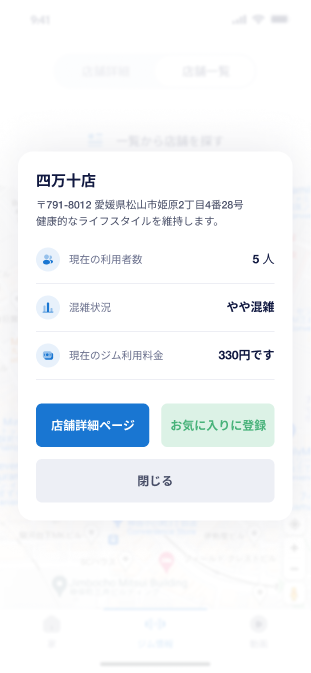 9:41
店舗詳細
店舗一覧
一覧から店舗を探す
四万十店
〒791-8012 愛媛県松山市姫原2丁目4番28号
健康的なライフスタイルを維持します。
現在の利用者数
5 人
混雑状況
やや混雑
現在のジム利用料金
330円です
店舗詳細ページ
お気に入りに登録
閉じる